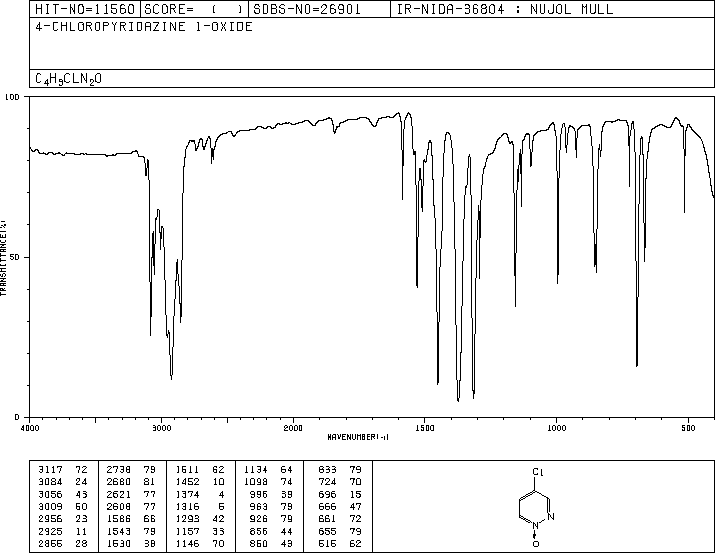 HIT-NO=11560 SCORE= ( ) SDBS-NO=26901 IR-NIDA-36804 : NUJOL MULL
4-CHLOROPYRIDAZINE 1-OXIDE
C4H3CLN2O
100
50
0
TRANSMITTANCE(%)
4000 3000 2000 1500 1000 500
WAVENUMBER(-1)
3117 72 2738 79 1511 62 1134 64 833 79
3084 24 2680 81 1452 10 1098 74 724 70
3056 43 2621 77 1374 4 996 39 696 15
3009 50 2608 77 1316 5 963 79 666 47
2956 23 1586 66 1293 42 926 79 661 72
2925 11 1543 79 1157 33 856 44 655 79
2855 28 1530 38 1146 70 850 43 516 62
Cl
N
N
O